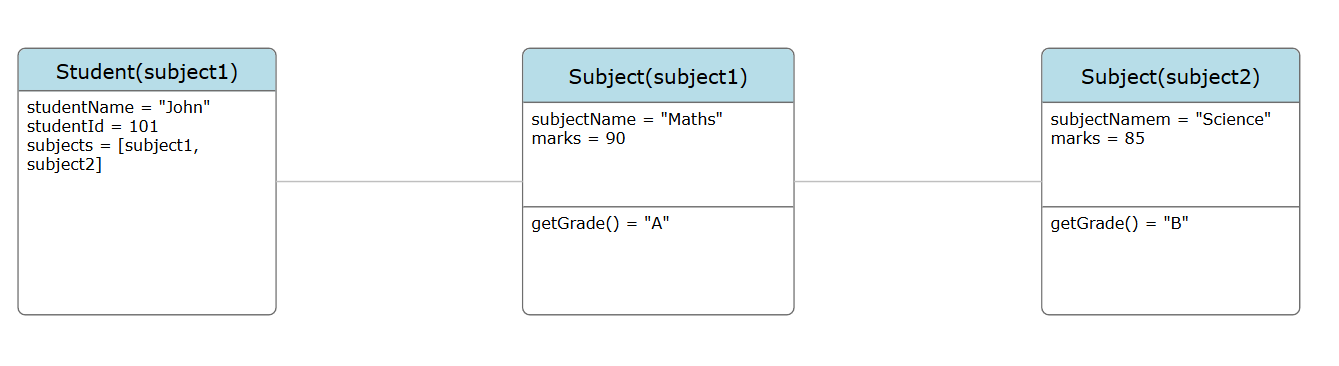 Student(subject1)
studentName = "John"
studentId = 101
subjects = [subject1,
subject2]
Subject(subject1)
subjectName = "Maths"
marks = 90
getGrade() = "A"
Subject(subject2)
subjectNamem = "Science"
marks = 85
getGrade() = "B"